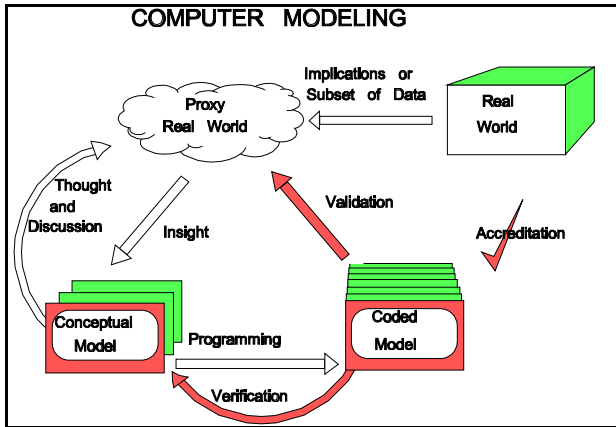 COMPUTER MODELING
Implications or
Subset of Data
Proxy
Real World
Real
World
Thought
and
Discussion
Validation
Accreditation
Insight
Conceptual
Model
Programming
Coded
Model
Verification